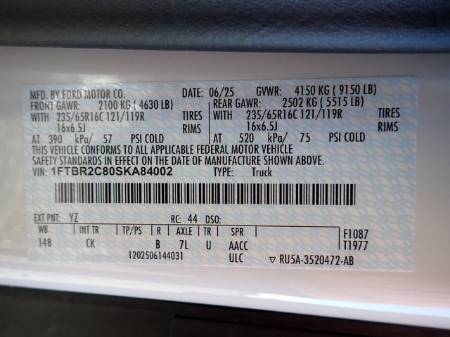 MFD. BY FORD MOTOR CO. DATE: 06/25 GVWR: 4150 KG ( 9150 LB)
FRONT GAWR: 2100 KG ( 4630 LB) REAR GAWR: 2502 KG ( 5515 LB)
WITH 235/65R16C 121/119R TIRES WITH 235/65R16C 121/119R TIRES
16x6.5J RIMS 16x6.5J RIMS
AT 390 kPa/ 57 PSI COLD AT 520 kPa/ 75 PSI COLD
THIS VEHICLE CONFORMS TO ALL APPLICABLE FEDERAL MOTOR VEHICLE
SAFETY STANDARDS IN EFFECT ON THE DATE OF MANUFACTURE SHOWN ABOVE.
VIN: 1FTBR2C80SKA84002 TYPE: Truck
EXT PNT: YZ RC: 44 DSO:
WB TP/PS R AXLE TR SPR F1087
14B CK B 7L U AACC T1977
1202506144031 ULC ▽ RU5A-3520472-AB